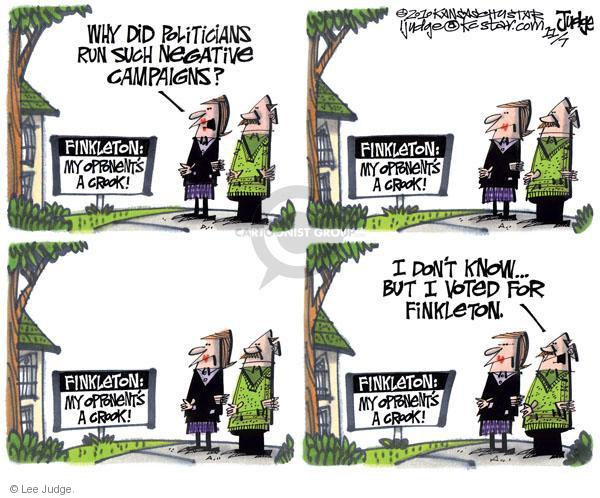 WHY DID POLITICIANS
RUN SUCH NEGATIVE
CAMPAIGNS?
FINKLETON:
MY OPPONENT'S
A CROOK!
©2010 KANSAS CITY STAR
ljudge@kcstar.com
11/7
Judge
FINKLETON:
MY OPPONENT'S
A CROOK!
CARTOONIST GROUP
FINKLETON:
MY OPPONENT'S
A CROOK!
I DON'T KNOW...
BUT I VOTED FOR
FINKLETON.
FINKLETON:
MY OPPONENT'S
A CROOK!
© Lee Judge.